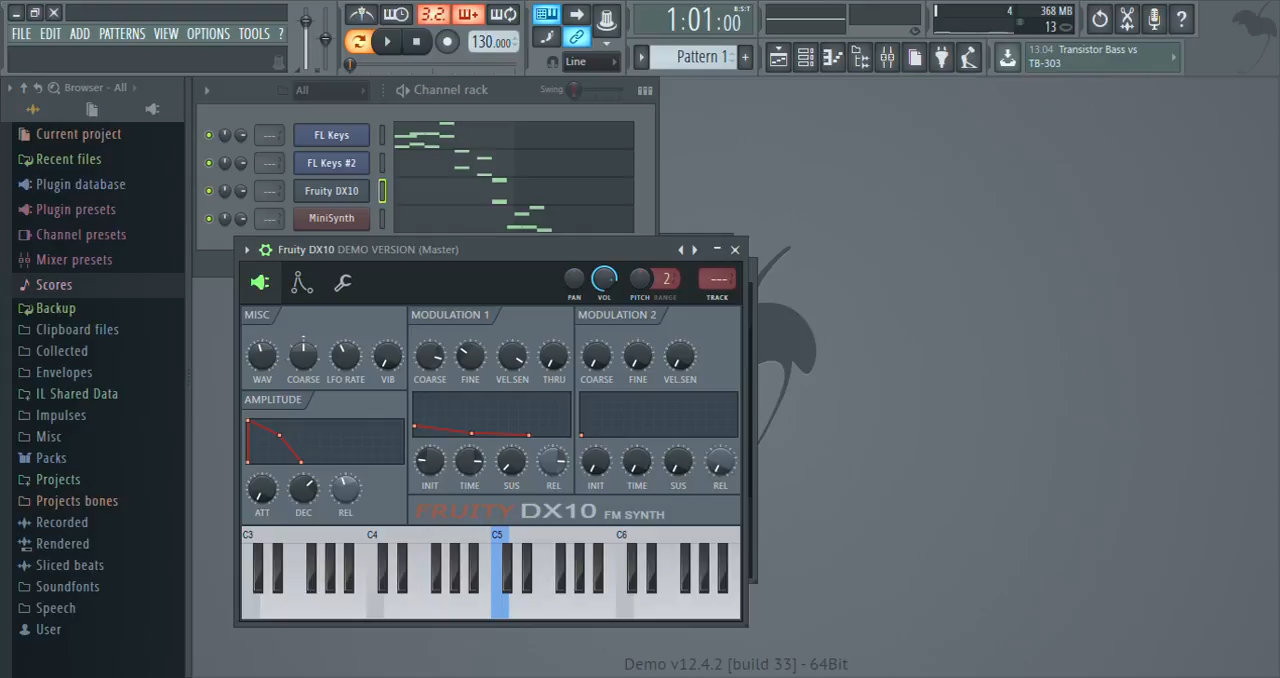 FILE EDIT ADD PATTERNS VIEW OPTIONS TOOLS ?
3.2.
130.000
Line
1:01:00
B:S:T
Pattern 1
4
368 MB
13
13.04 Transistor Bass vs
TB-303
Browser - All
Current project
Recent files
Plugin database
Plugin presets
Channel presets
Mixer presets
Scores
Backup
Clipboard files
Collected
Envelopes
IL Shared Data
Impulses
Misc
Packs
Projects
Projects bones
Recorded
Rendered
Sliced beats
Soundfonts
Speech
User
All
Channel rack
Swing
--- FL Keys
--- FL Keys #2
--- Fruity DX10
--- MiniSynth
Fruity DX10 DEMO VERSION (Master)
2 ---
PAN VOL PITCH RANGE TRACK
MISC
WAV COARSE LFO RATE VIB
AMPLITUDE
ATT DEC REL
MODULATION 1
COARSE FINE VEL.SEN THRU
INIT TIME SUS REL
MODULATION 2
COARSE FINE VEL.SEN
INIT TIME SUS REL
FRUITY DX10 FM SYNTH
C3 C4 C5 C6
Demo v12.4.2 [build 33] - 64Bit